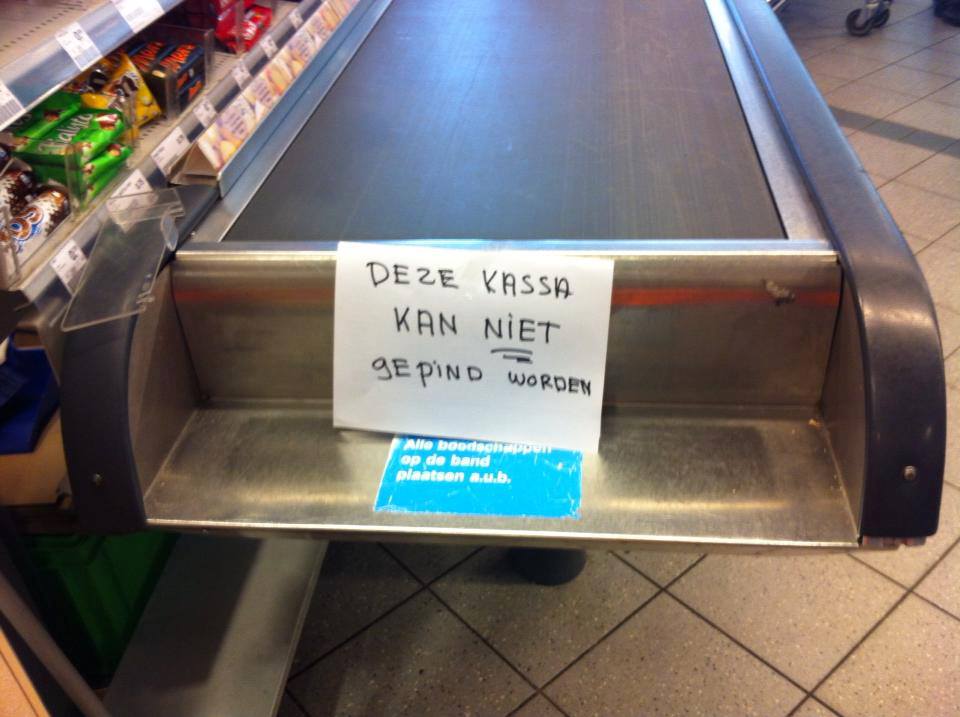 DEZE KASSA
KAN NIET
gEPIND WORDEN
Alle boodschappen
op de band
plaatsen a.u.b.